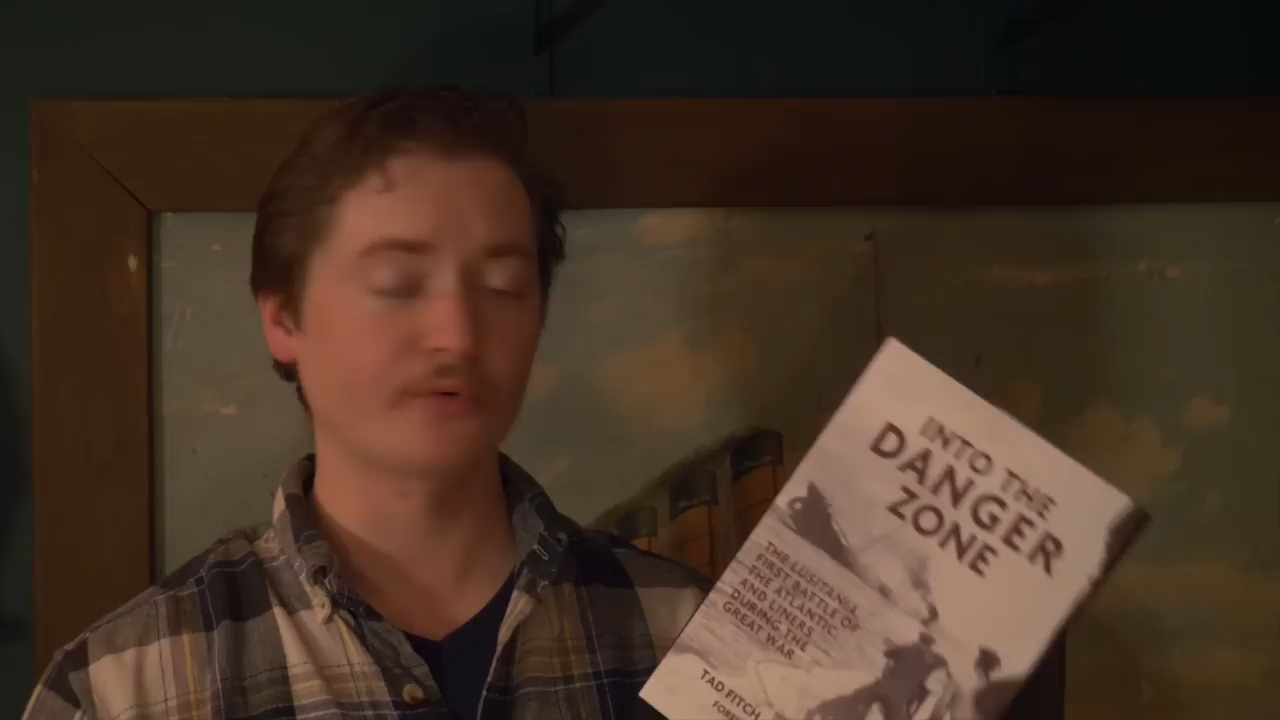 INTO THE
DANGER
ZONE
THE LUSITANIA,
FIRST BATTLE OF
THE ATLANTIC
AND LINERS
DURING THE
GREAT WAR
TAD FITCH